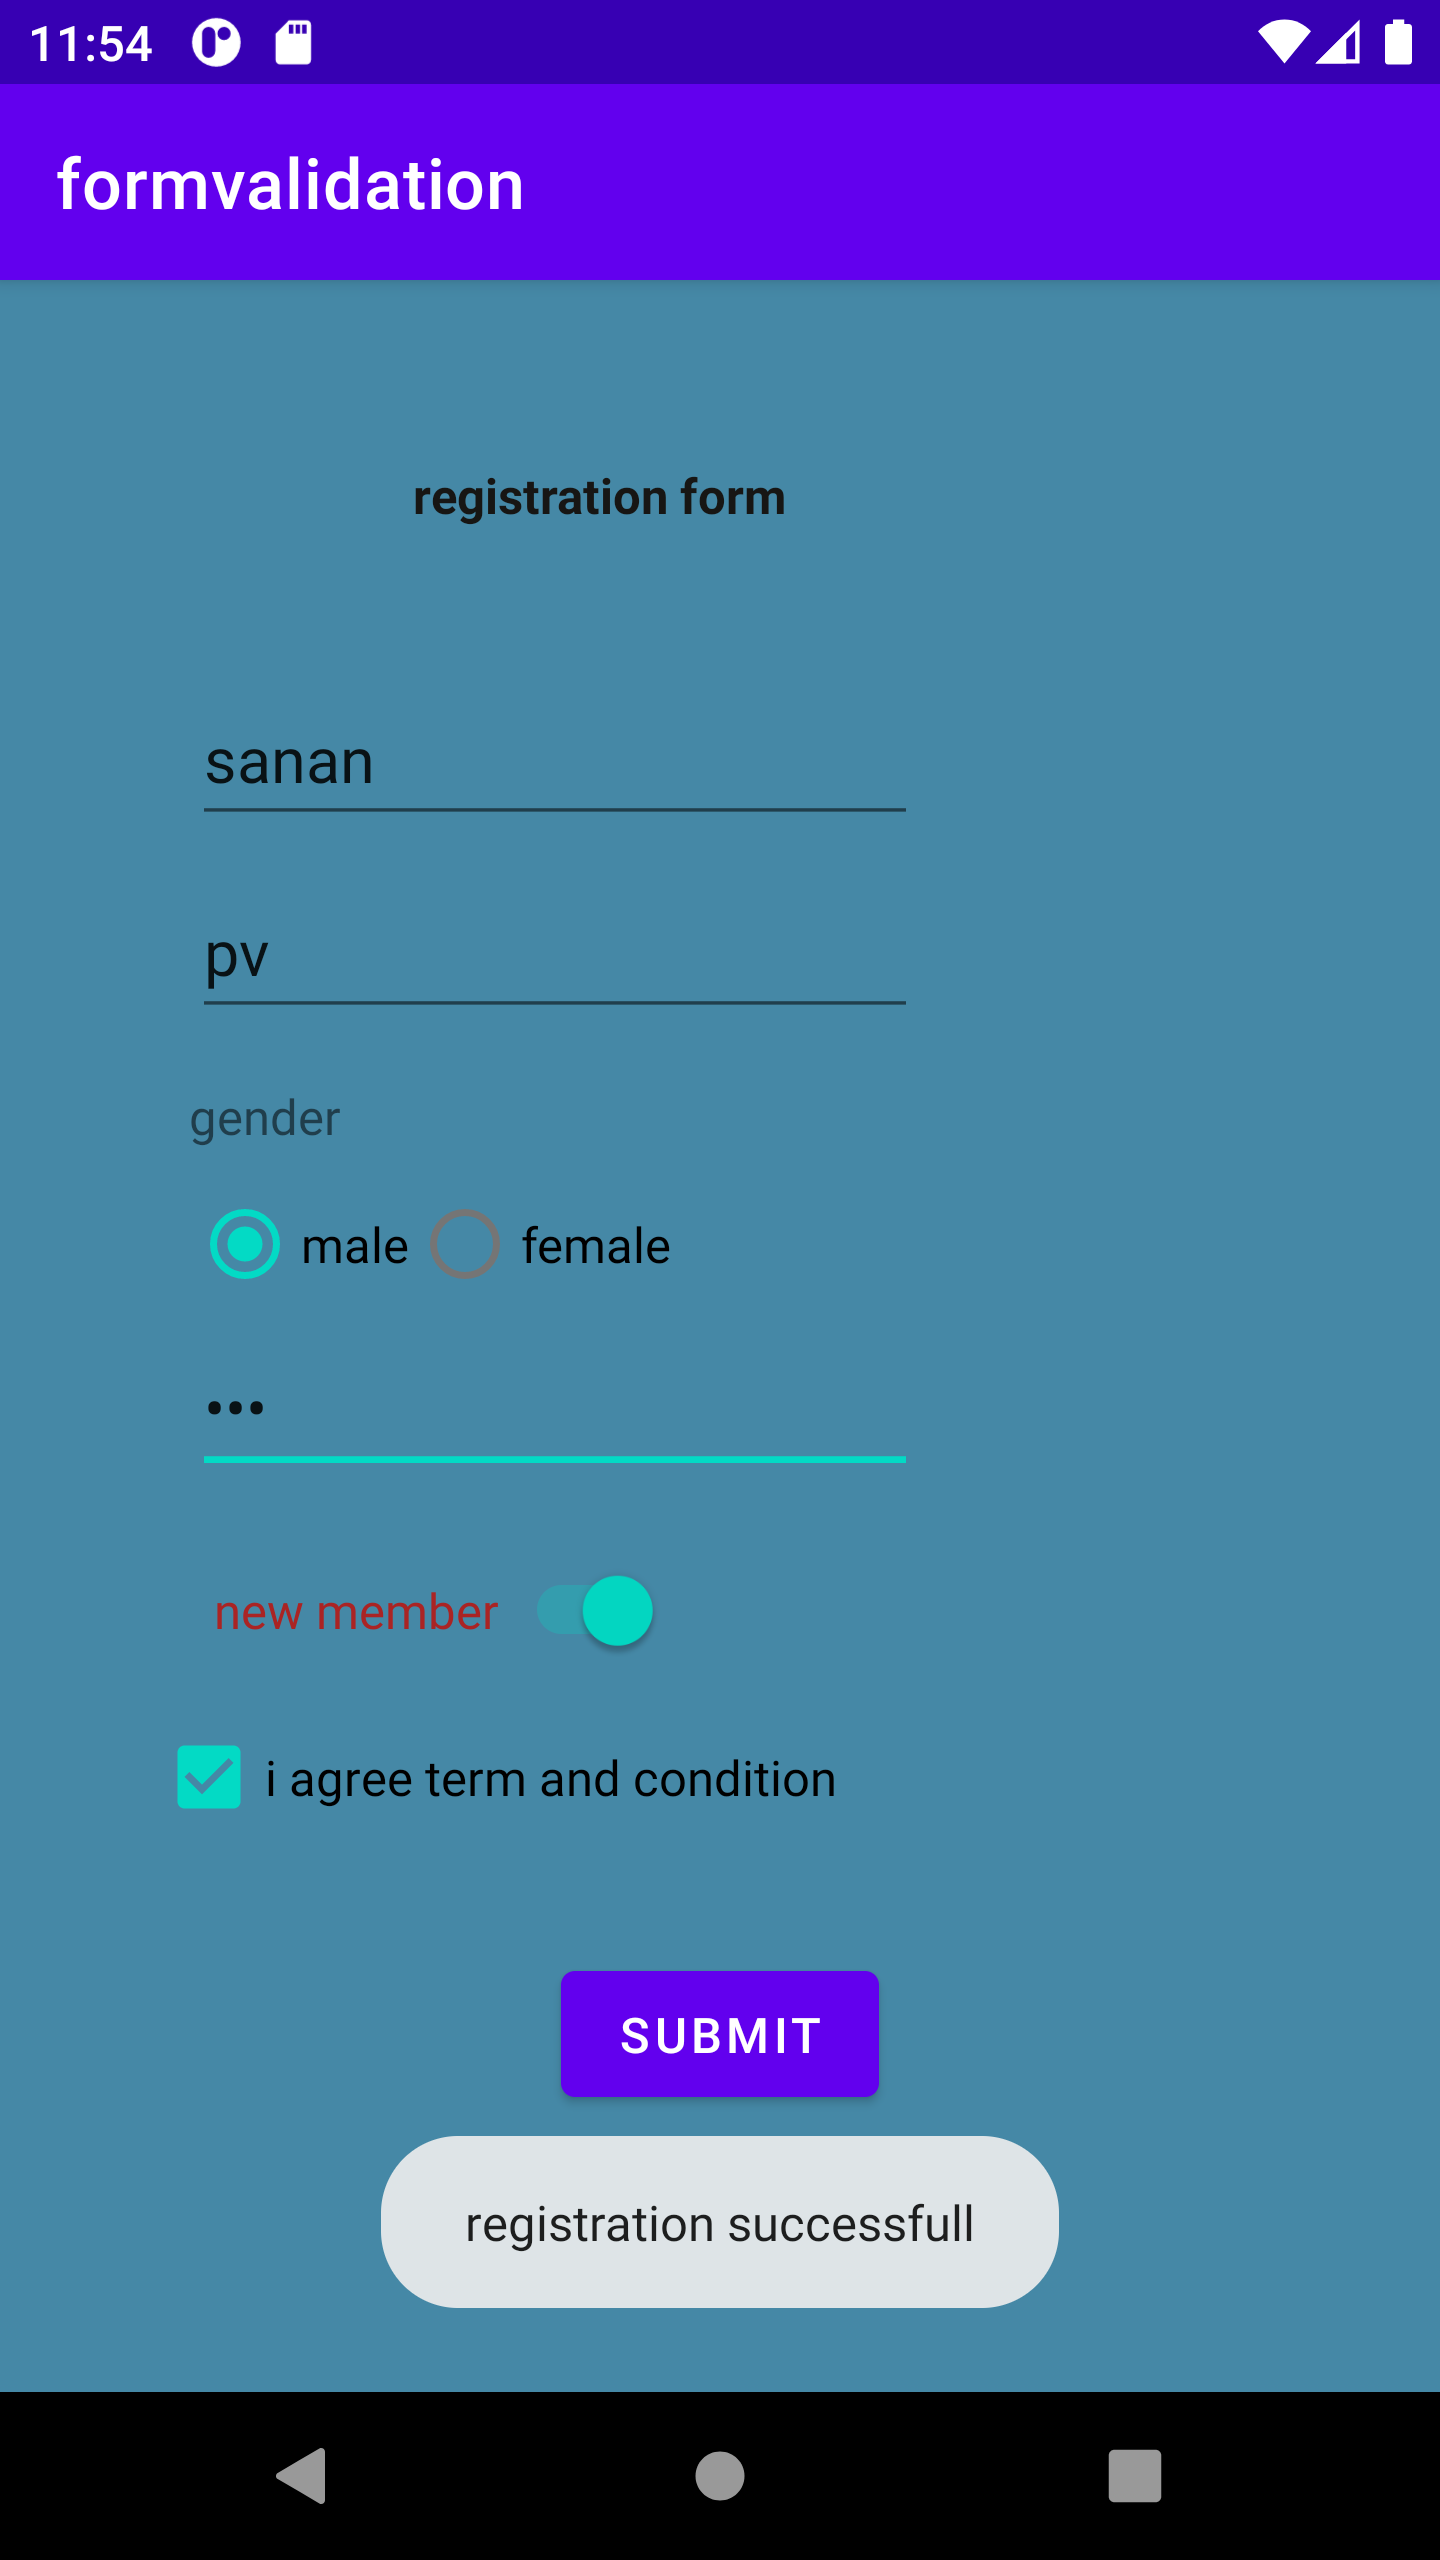 11:54
formvalidation
registration form
sanan
pv
gender
male female
•••
new member
i agree term and condition
SUBMIT
registration successfull